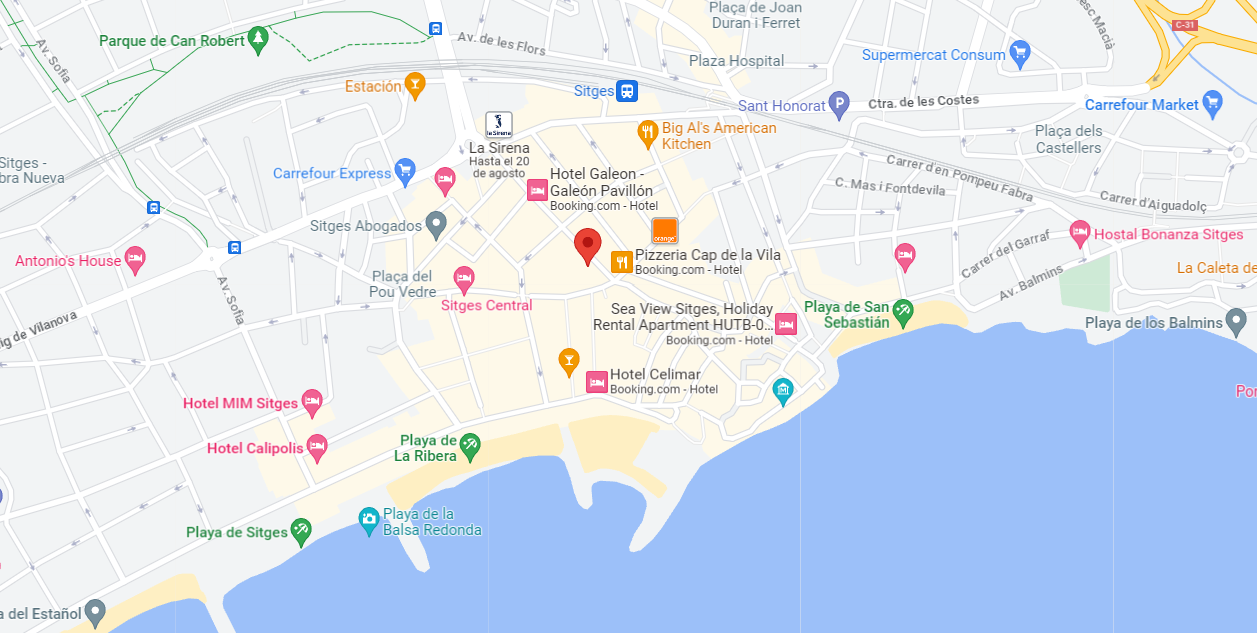 Plaça de Joan
Duran i Ferret
Parque de Can Robert
Av. Sofia
Av. de les Flors
Plaza Hospital
Supermercat Consum
C-31
esc Macià
Estación
Sitges
Sant Honorat
Ctra. de les Costes
Carrefour Market
la Sirena
La Sirena
Hasta el 20
de agosto
Big Al's American
Kitchen
Plaça dels
Castellers
Sitges -
bra Nueva
Carrefour Express
Hotel Galeon -
Galeón Pavillón
Booking.com - Hotel
Carrer d'en Pompeu Fabra
C. Mas i Fontdevila
Carrer d'Aiguadolç
Sitges Abogados
orange
Hostal Bonanza Sitges
Antonio's House
Pizzeria Cap de la Vila
Booking.com - Hotel
Carrer del Garraf
Av. Balmins
La Caleta de
Plaça del
Pou Vedre
Av. Sofia
Sitges Central
ig de Vilanova
Sea View Sitges, Holiday
Rental Apartment HUTB-0...
Booking.com - Hotel
Playa de San
Sebastián
Playa de los Balmins
Hotel Celimar
Booking.com - Hotel
Por
Hotel MIM Sitges
Hotel Calipolis
Playa de
La Ribera
Playa de la
Balsa Redonda
Playa de Sitges
a del Estañol